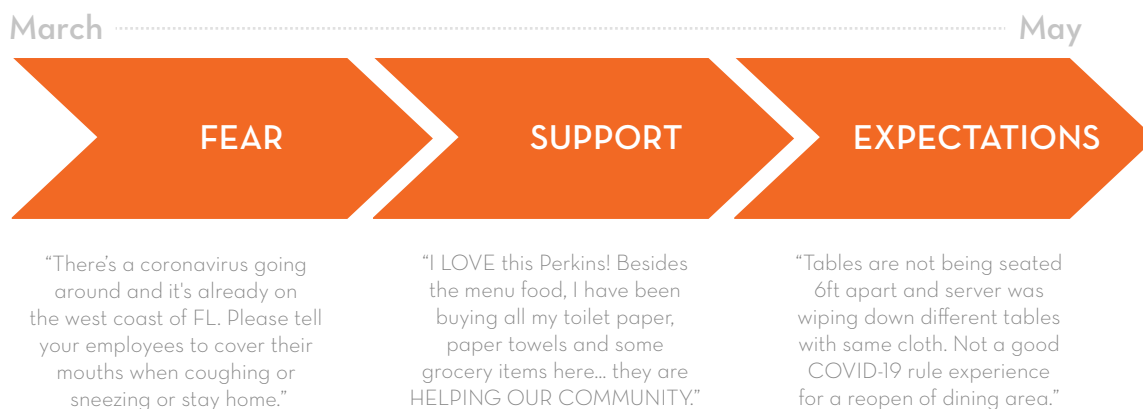 March
May
FEAR
SUPPORT
EXPECTATIONS
“There’s a coronavirus going
around and it's already on
the west coast of FL. Please tell
your employees to cover their
mouths when coughing or
sneezing or stay home.”
“I LOVE this Perkins! Besides
the menu food, I have been
buying all my toilet paper,
paper towels and some
grocery items here... they are
HELPING OUR COMMUNITY.”
“Tables are not being seated
6ft apart and server was
wiping down different tables
with same cloth. Not a good
COVID-19 rule experience
for a reopen of dining area.”